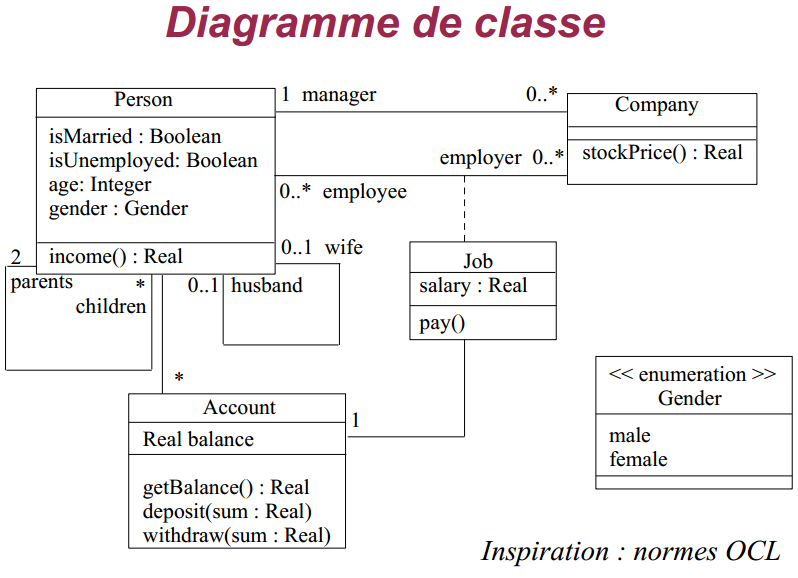 Diagramme de classe
Person
isMarried : Boolean
isUnemployed: Boolean
age: Integer
gender : Gender
income() : Real
1 manager
0..*
Company
stockPrice() : Real
employer 0..*
0..* employee
0..1 wife
0..1 husband
2
parents
*
children
Job
salary : Real
pay()
*
Account
1
Real balance
getBalance() : Real
deposit(sum : Real)
withdraw(sum : Real)
<< enumeration >>
Gender
male
female
Inspiration : normes OCL